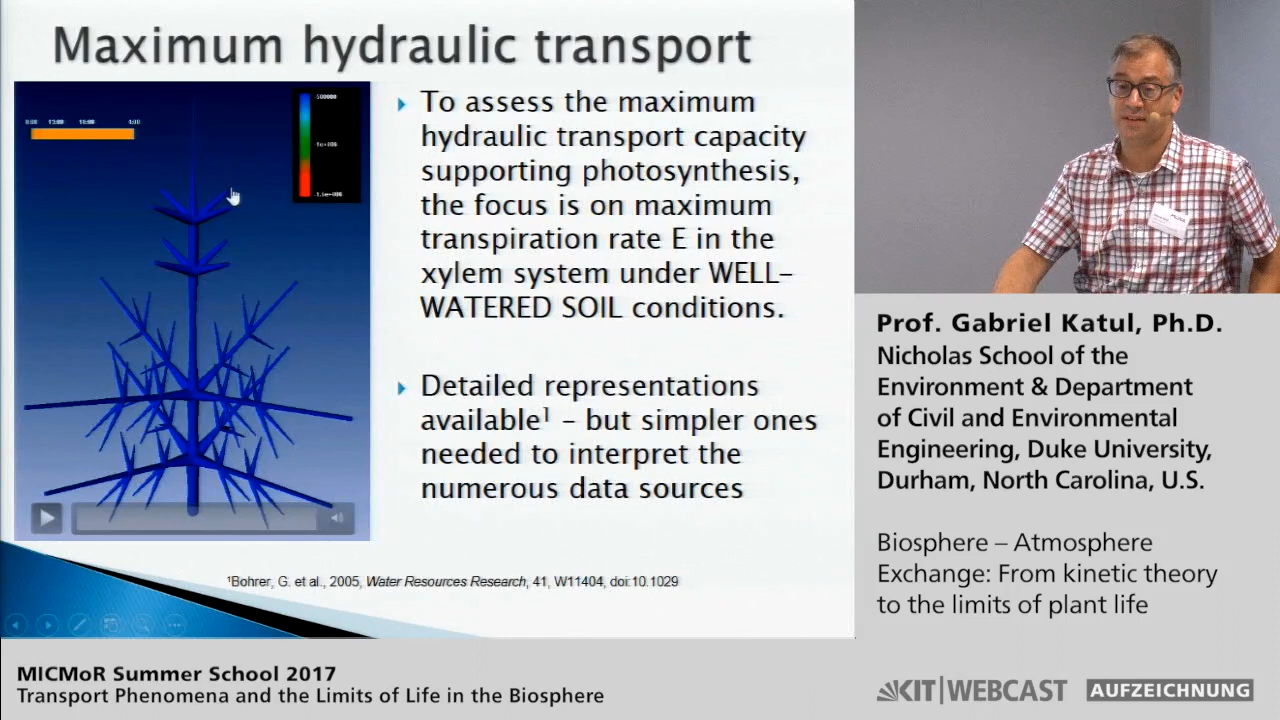 Maximum hydraulic transport
To assess the maximum
hydraulic transport capacity
supporting photosynthesis,
the focus is on maximum
transpiration rate E in the
xylem system under WELL-
WATERED SOIL conditions.
Detailed representations
available¹ – but simpler ones
needed to interpret the
numerous data sources
¹Bohrer, G. et al., 2005, Water Resources Research, 41, W11404, doi:10.1029
Prof. Gabriel Katul, Ph.D.
Nicholas School of the
Environment & Department
of Civil and Environmental
Engineering, Duke University,
Durham, North Carolina, U.S.
Biosphere – Atmosphere
Exchange: From kinetic theory
to the limits of plant life
MICMoR Summer School 2017
Transport Phenomena and the Limits of Life in the Biosphere
KIT|WEBCAST AUFZEICHNUNG